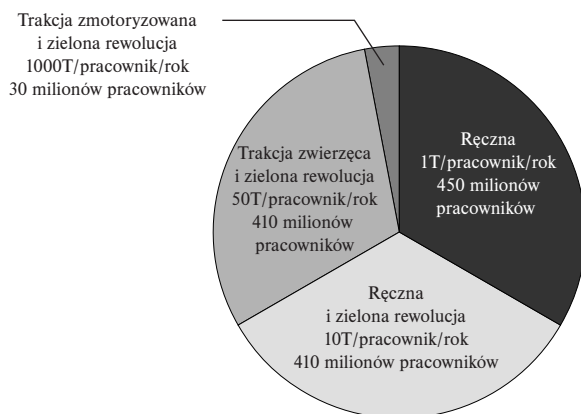 Trakcja zmotoryzowana
i zielona rewolucja
1000T/pracownik/rok
30 milionów pracowników
Ręczna
1T/pracownik/rok
450 milionów
pracowników
Trakcja zwierzęca
i zielona rewolucja
50T/pracownik/rok
410 milionów
pracowników
Ręczna
i zielona rewolucja
10T/pracownik/rok
410 milionów pracowników